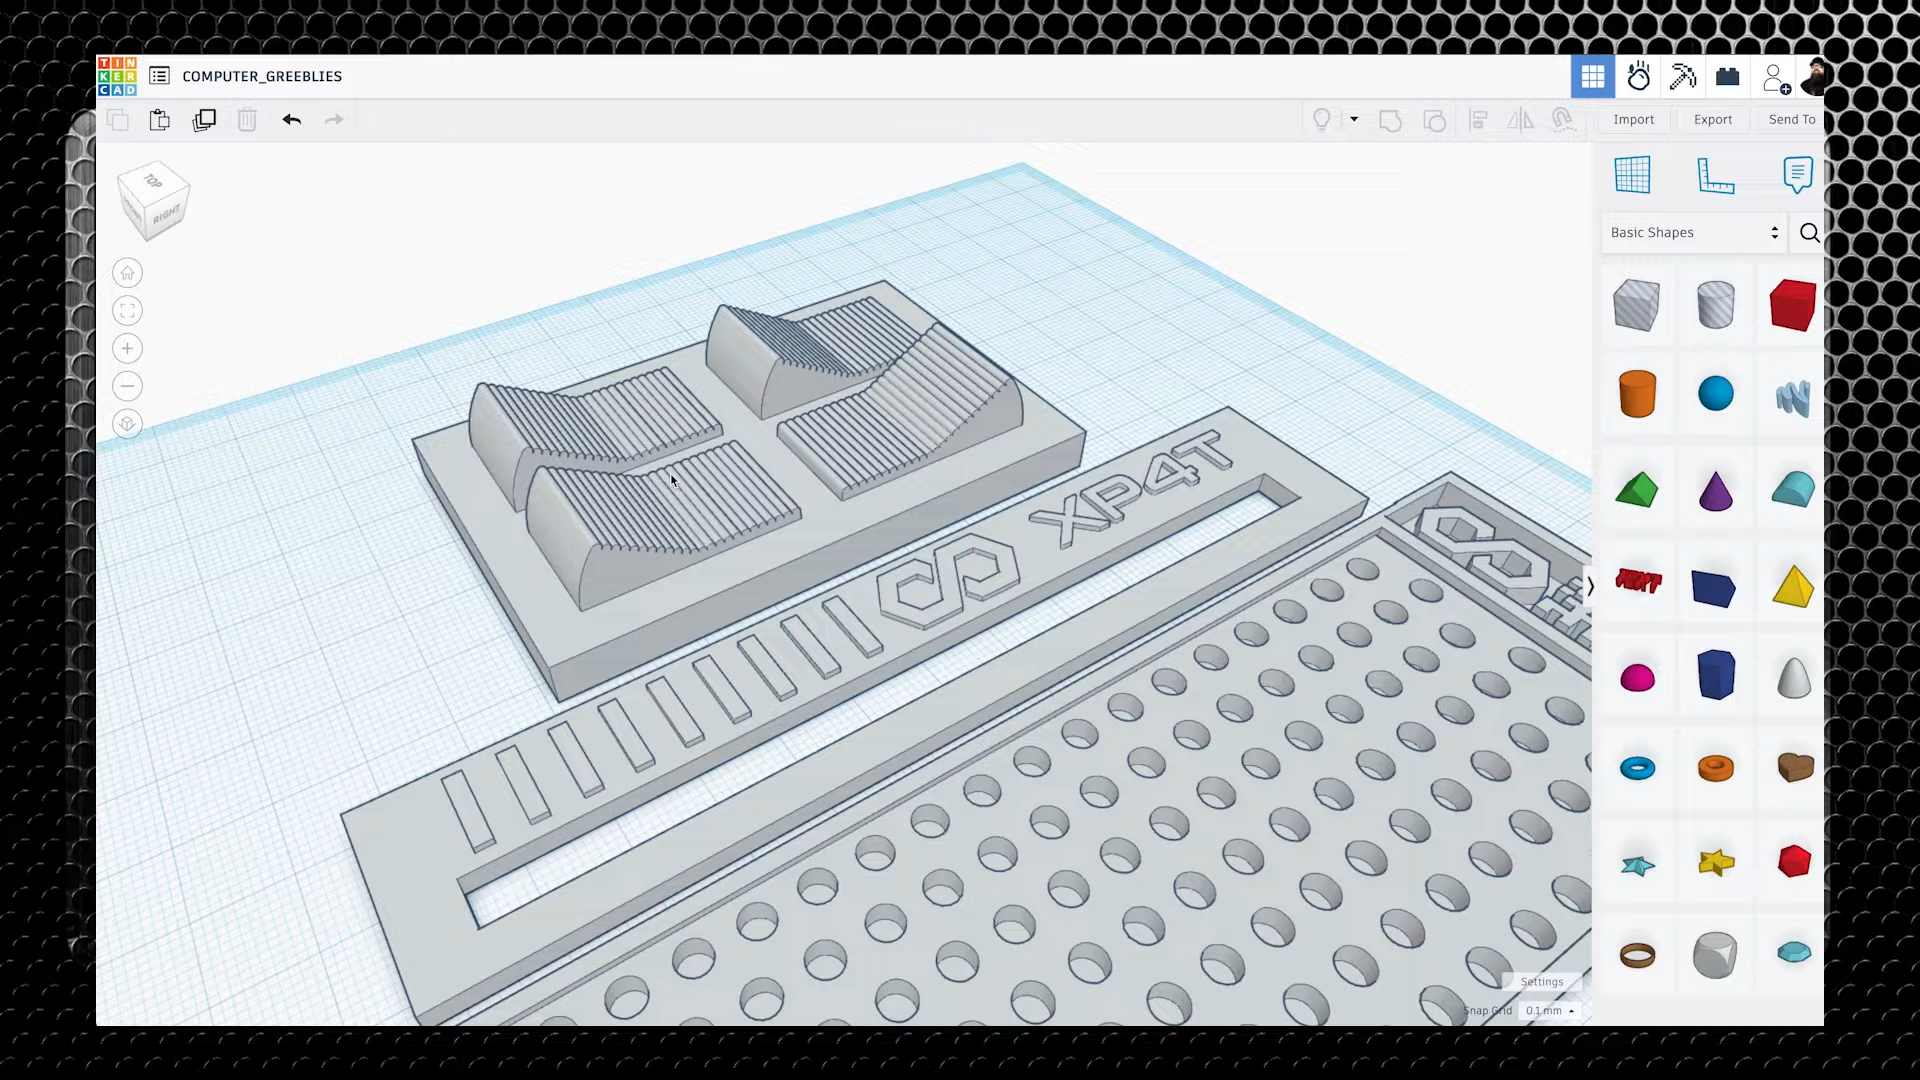 TIN
KER
CAD
COMPUTER_GREEBLIES
Import
Export
Send To
TOP
RIGHT
Basic Shapes
XP4T
TEXT
Settings
Snap Grid
0.1 mm